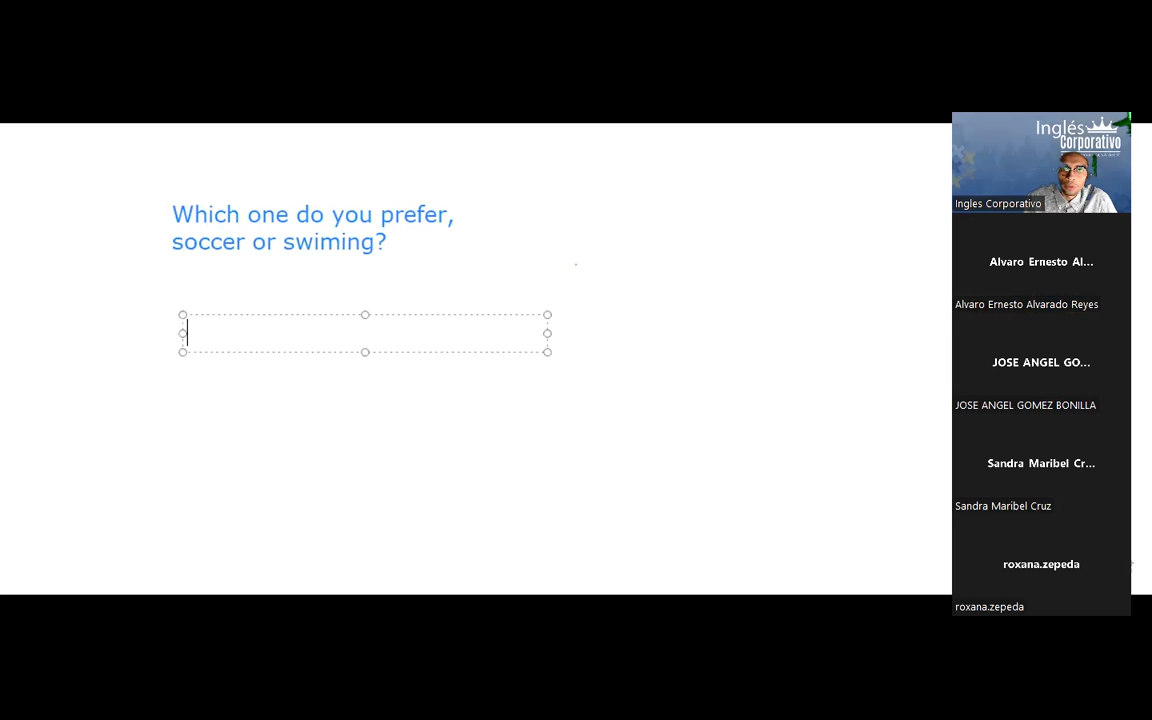 Which one do you prefer,
soccer or swiming?
Inglés
Corporativo
Ingles Corporativo
Alvaro Ernesto Al...
Alvaro Ernesto Alvarado Reyes
JOSE ANGEL GO...
JOSE ANGEL GOMEZ BONILLA
Sandra Maribel Cr...
Sandra Maribel Cruz
roxana.zepeda
roxana.zepeda